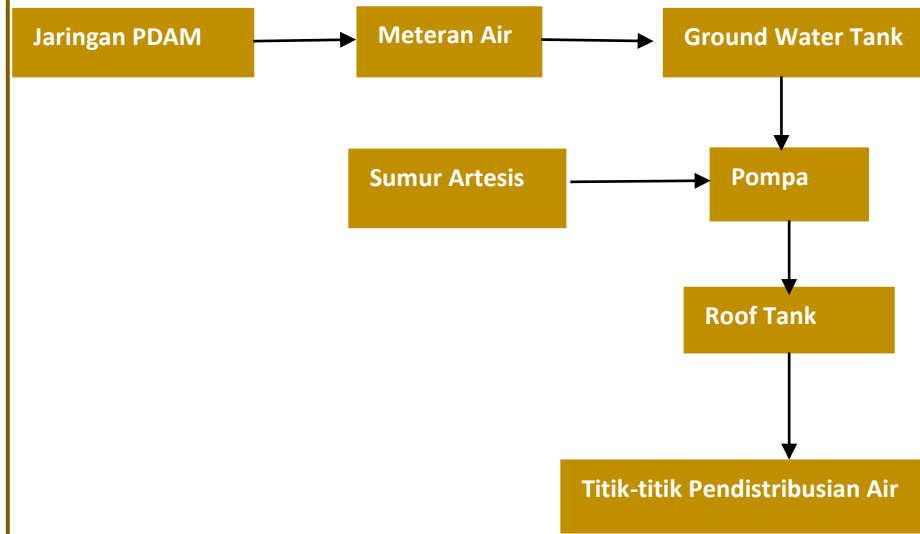 Jaringan PDAM
Meteran Air
Ground Water Tank
Sumur Artesis
Pompa
Roof Tank
Titik-titik Pendistribusian Air